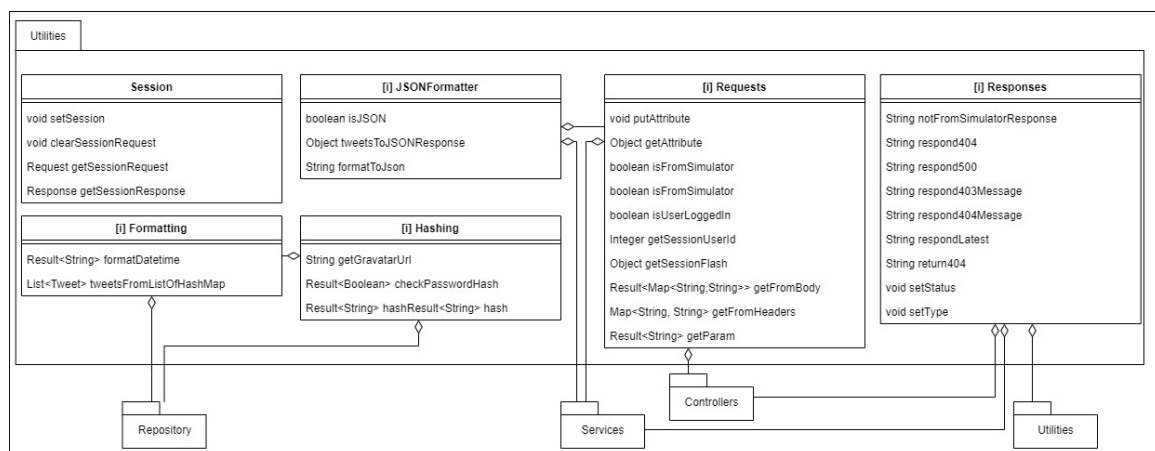 Utilities
Session
void setSession
void clearSessionRequest
Request getSessionRequest
Response getSessionResponse
[i] JSONFormatter
boolean isJSON
Object tweetsToJSONResponse
String formatToJson
[i] Requests
void putAttribute
Object getAttribute
boolean isFromSimulator
boolean isFromSimulator
boolean isUserLoggedIn
Integer getSessionUserId
Object getSessionFlash
Result<Map<String,String>> getFromBody
Map<String, String> getFromHeaders
Result<String> getParam
[i] Responses
String notFromSimulatorResponse
String respond404
String respond500
String respond403Message
String respond404Message
String respondLatest
String return404
void setStatus
void setType
[i] Formatting
Result<String> formatDatetime
List<Tweet> tweetsFromListOfHashMap
[i] Hashing
String getGravatarUrl
Result<Boolean> checkPasswordHash
Result<String> hashResult<String> hash
Repository
Services
Controllers
Utilities